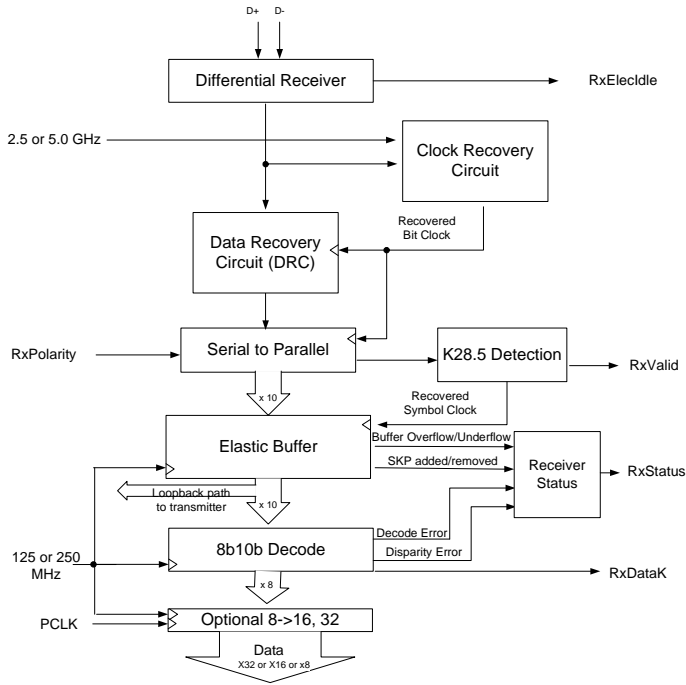 D+ D-
Differential Receiver
RxElecIdle
2.5 or 5.0 GHz
Clock Recovery
Circuit
Recovered
Bit Clock
Data Recovery
Circuit (DRC)
RxPolarity
Serial to Parallel
K28.5 Detection
RxValid
x 10
Recovered
Symbol Clock
Elastic Buffer
Buffer Overflow/Underflow
SKP added/removed
Receiver
Status
RxStatus
Loopback path
to transmitter
x 10
Decode Error
8b10b Decode
Disparity Error
125 or 250
MHz
RxDataK
x 8
PCLK
Optional 8->16, 32
Data
X32 or X16 or x8